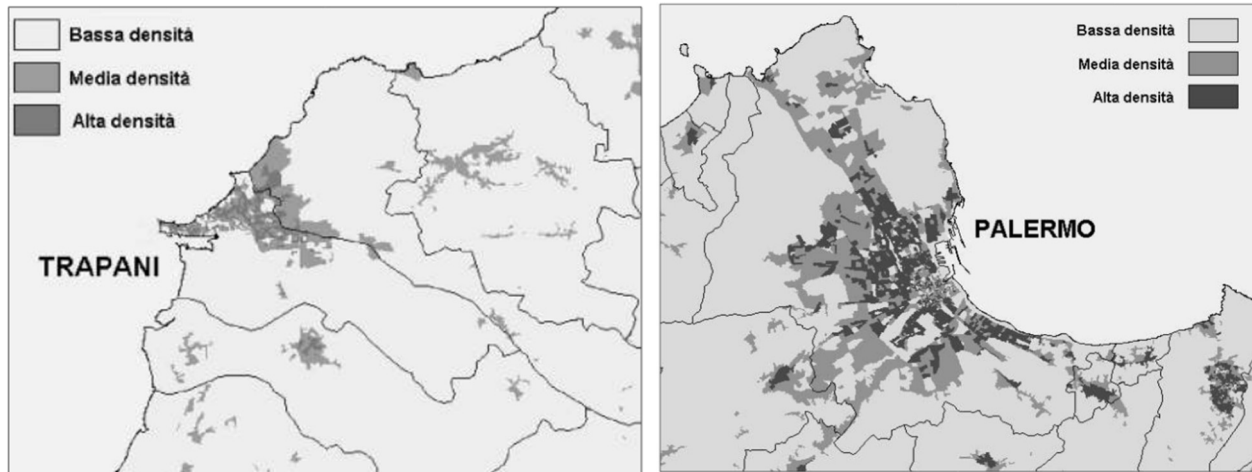 Bassa densità
Media densità
Alta densità
TRAPANI
Bassa densità
Media densità
Alta densità
PALERMO